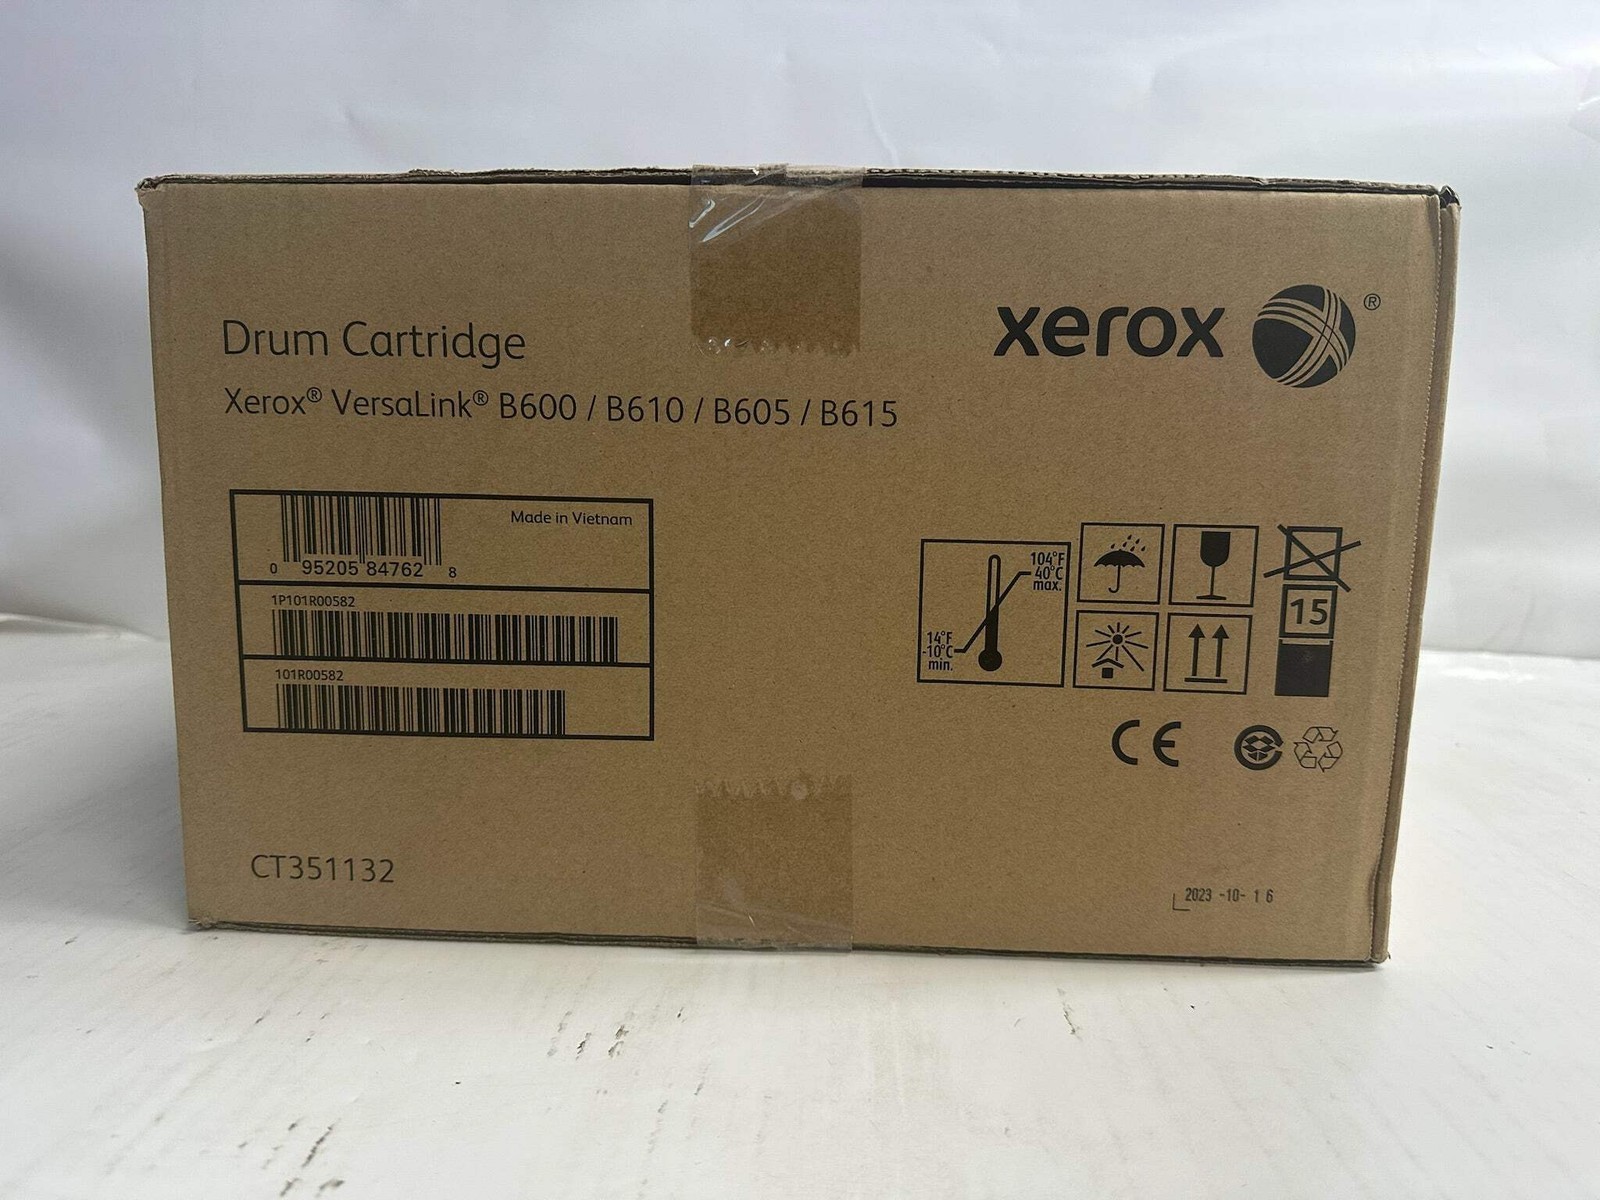 Drum Cartridge
Xerox® VersaLink® B600 / B610 / B605 / B615
xerox ®
Made in Vietnam
0 95205 84762 8
1P101R00582
101R00582
104°F
40°C
max.
14°F
-10°C
min.
15
CE
CT351132
2023 -10- 1 6